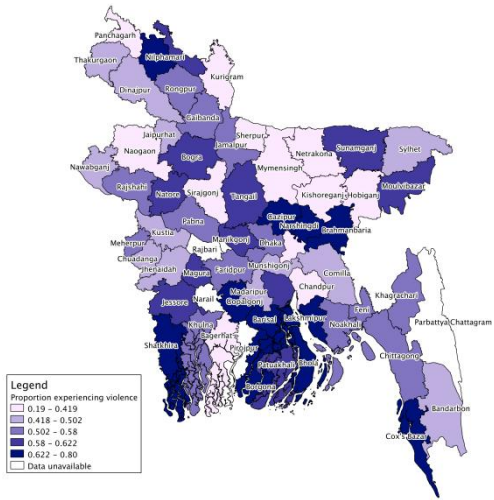 Panchagarh
Nilphamari
Thakurgaon
Kurigram
Dinajpur
Rongpur
Gaibanda
Jaipurhat
Sherpur
Jamalpur
Naogaon
Netrakona
Sunamganj
Sylhet
Bogra
Mymensingh
Nawabganj
Rajshahi
Natore
Sirajgonj
Tangail
Kishoreganj
Hobiganj
Moulvibazar
Pabna
Gazipur
Narshingdi
Brahmanbaria
Kustia
Meherpur
Rajbari
Manikgonj
Dhaka
Chuadanga
Jhenaidah
Magura
Faridpur
Munshigonj
Comilla
Chandpur
Khagrachari
Parbattya Chattagram
Jessore
Narail
Madaripur
Gopalgonj
Feni
Noakhali
Lakshmipur
Khulna
Barisal
Shatkhira
Bagerhat
Pirojpur
Patuakhali
Bhola
Chittagong
Borguna
Bandarbon
Cox's Bazar
Legend
Proportion experiencing violence
0.19 - 0.419
0.418 - 0.502
0.502 - 0.58
0.58 - 0.622
0.622 - 0.80
Data unavailable